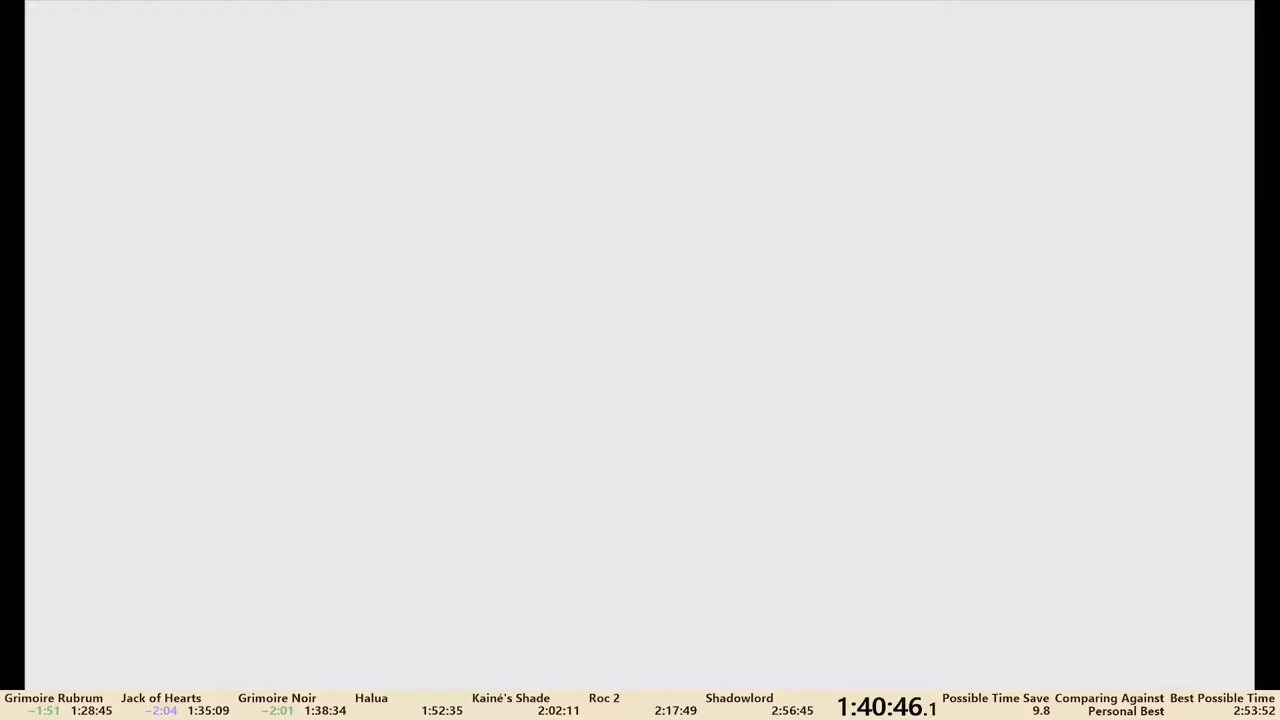 Grimoire Rubrum Jack of Hearts Grimoire Noir Halua Kainé's Shade Roc 2 Shadowlord 1:40:46.1 Possible Time Save Comparing Against Best Possible Time
−1:51 1:28:45 −2:04 1:35:09 −2:01 1:38:34 1:52:35 2:02:11 2:17:49 2:56:45 9.8 Personal Best 2:53:52